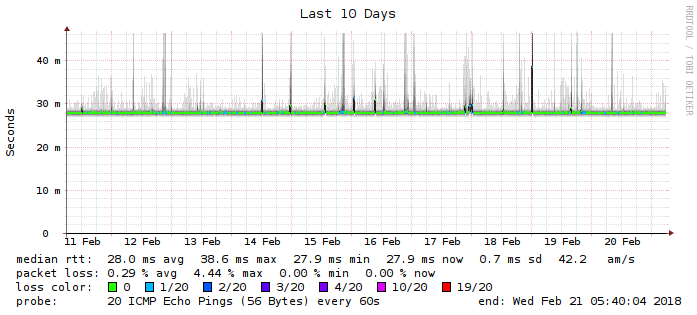 Last 10 Days
RRDTOOL / TOBI OETIKER
Seconds
40 m
30 m
20 m
10 m
0
11 Feb 12 Feb 13 Feb 14 Feb 15 Feb 16 Feb 17 Feb 18 Feb 19 Feb 20 Feb
median rtt: 28.0 ms avg 38.6 ms max 27.9 ms min 27.9 ms now 0.7 ms sd 42.2 am/s
packet loss: 0.29 % avg 4.44 % max 0.00 % min 0.00 % now
loss color: 0 1/20 2/20 3/20 4/20 10/20 19/20
probe: 20 ICMP Echo Pings (56 Bytes) every 60s end: Wed Feb 21 05:40:04 2018